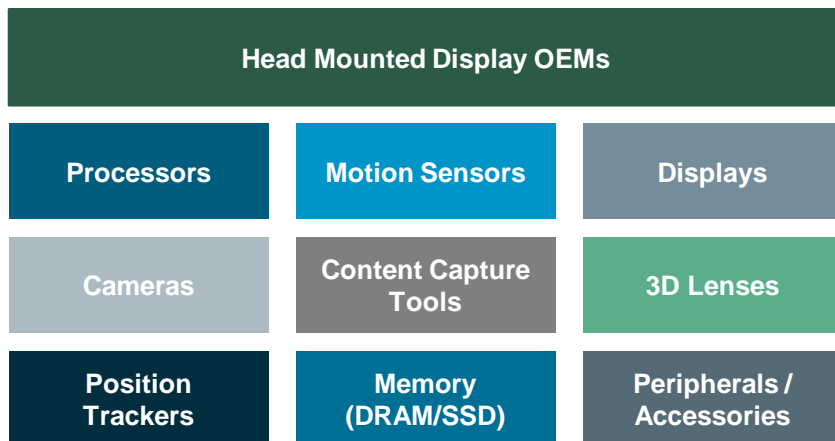 Head Mounted Display OEMs
Processors
Motion Sensors
Displays
Cameras
Content Capture
Tools
3D Lenses
Position
Trackers
Memory
(DRAM/SSD)
Peripherals /
Accessories